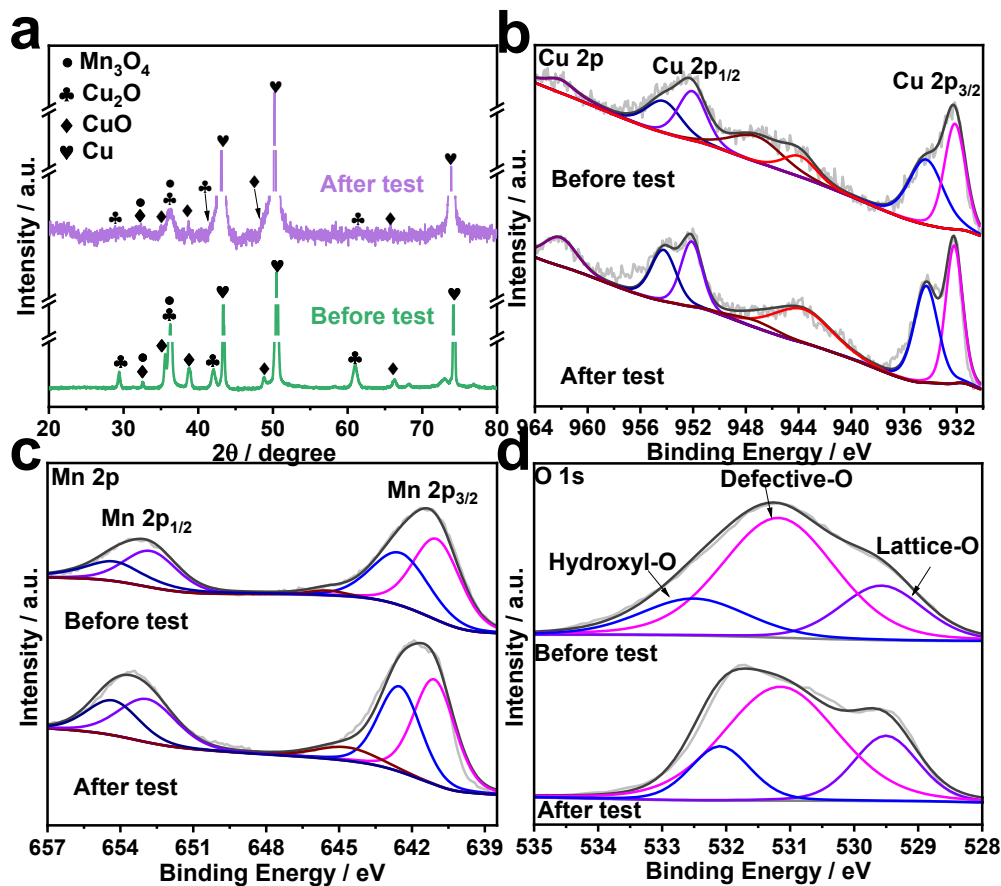 a
● Mn₃O₄
♣ Cu₂O
♦ CuO
♥ Cu
After test
Before test
Intensity / a.u.
20 30 40 50 60 70 80
2θ / degree
b
Cu 2p
Cu 2p₁/₂
Cu 2p₃/₂
Before test
After test
Intensity / a.u.
964 960 956 952 948 944 940 936 932
Binding Energy / eV
c
Mn 2p
Mn 2p₁/₂
Mn 2p₃/₂
Before test
After test
Intensity / a.u.
657 654 651 648 645 642 639
Binding Energy / eV
d
O 1s
Defective-O
Hydroxyl-O
Lattice-O
Before test
After test
Intensity / a.u.
535 534 533 532 531 530 529 528
Binding Energy / eV